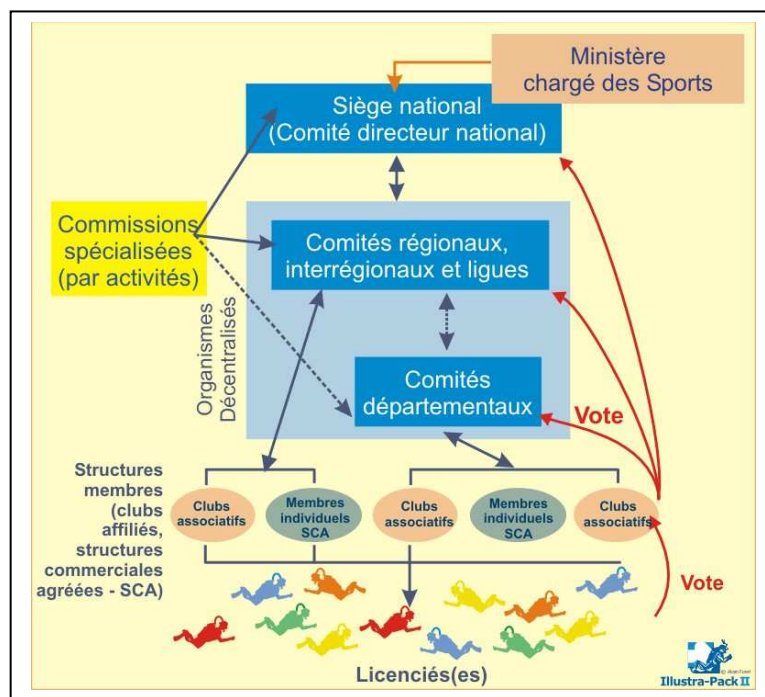 Ministère
chargé des Sports
Siège national
(Comité directeur national)
Commissions
spécialisées
(par activités)
Comités régionaux,
interrégionaux et ligues
Organismes
Décentralisés
Comités
départementaux
Vote
Structures
membres
(clubs
affiliés,
structures
commerciales
agréées - SCA)
Clubs
associatifs
Membres
individuels
SCA
Clubs
associatifs
Membres
individuels
SCA
Clubs
associatifs
Vote
Licenciés(es)
Illustra-Pack II